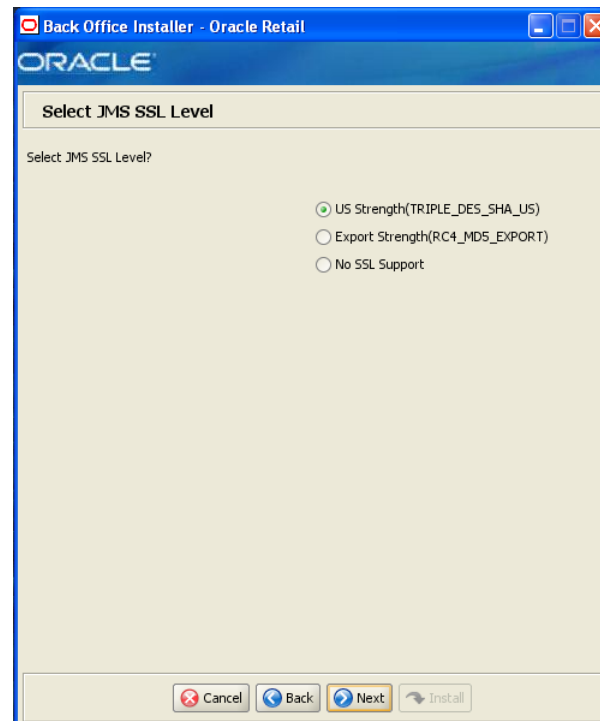 Back Office Installer - Oracle Retail
ORACLE
Select JMS SSL Level
Select JMS SSL Level?
US Strength(TRIPLE_DES_SHA_US)
Export Strength(RC4_MD5_EXPORT)
No SSL Support
Cancel Back Next Install